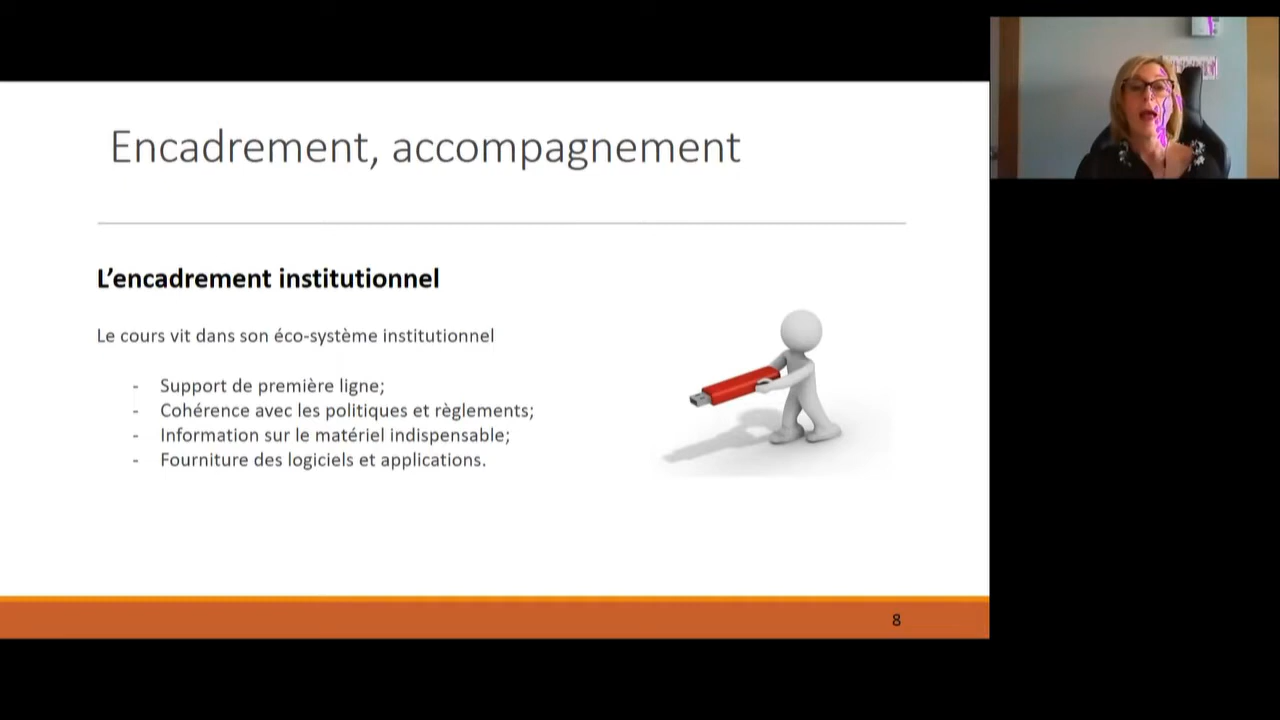 Encadrement, accompagnement
L’encadrement institutionnel
Le cours vit dans son éco-système institutionnel
- Support de première ligne;
- Cohérence avec les politiques et règlements;
- Information sur le matériel indispensable;
- Fourniture des logiciels et applications.
8